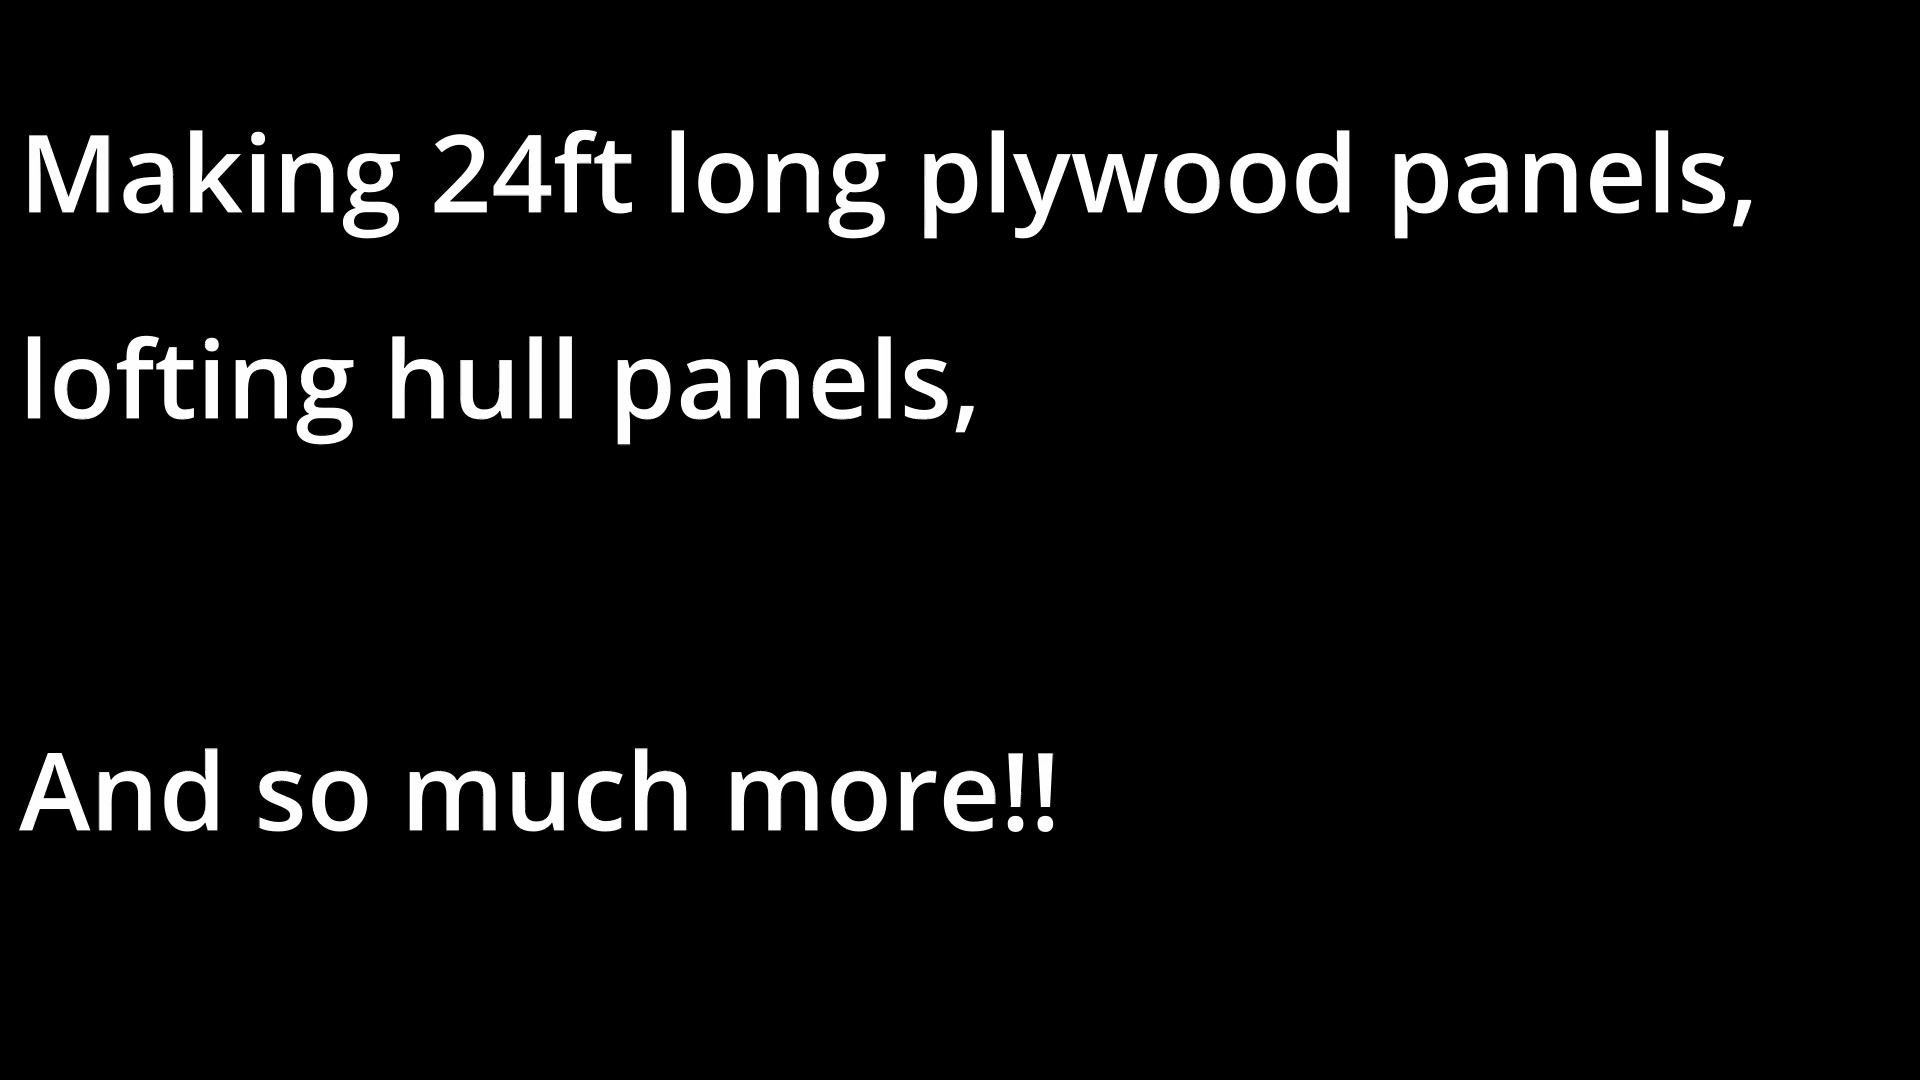 Making 24ft long plywood panels,
lofting hull panels,
And so much more!!